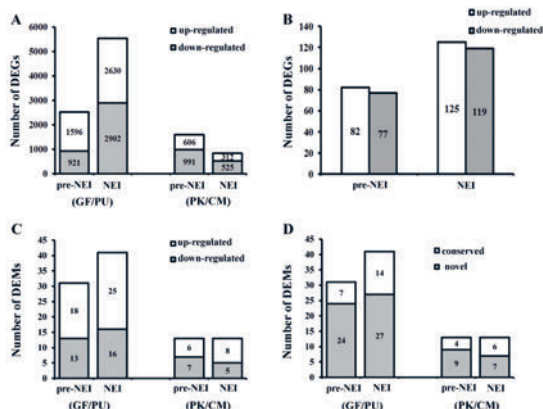 A
Number of DEGs
6000
5000
4000
3000
2000
1000
0
up-regulated
down-regulated
1596
921
2630
2902
606
991
312
525
pre-NEI NEI pre-NEI NEI
(GF/PU) (PK/CM)
B
Number of DEGs
140
120
100
80
60
40
20
0
up-regulated
down-regulated
82
77
125
119
pre-NEI NEI
C
Number of DEMs
45
40
35
30
25
20
15
10
5
0
up-regulated
down-regulated
18
13
25
16
6
7
8
5
pre-NEI NEI pre-NEI NEI
(GF/PU) (PK/CM)
D
Number of DEMs
45
40
35
30
25
20
15
10
5
0
conserved
novel
7
24
14
27
4
9
6
7
pre-NEI NEI pre-NEI NEI
(GF/PU) (PK/CM)